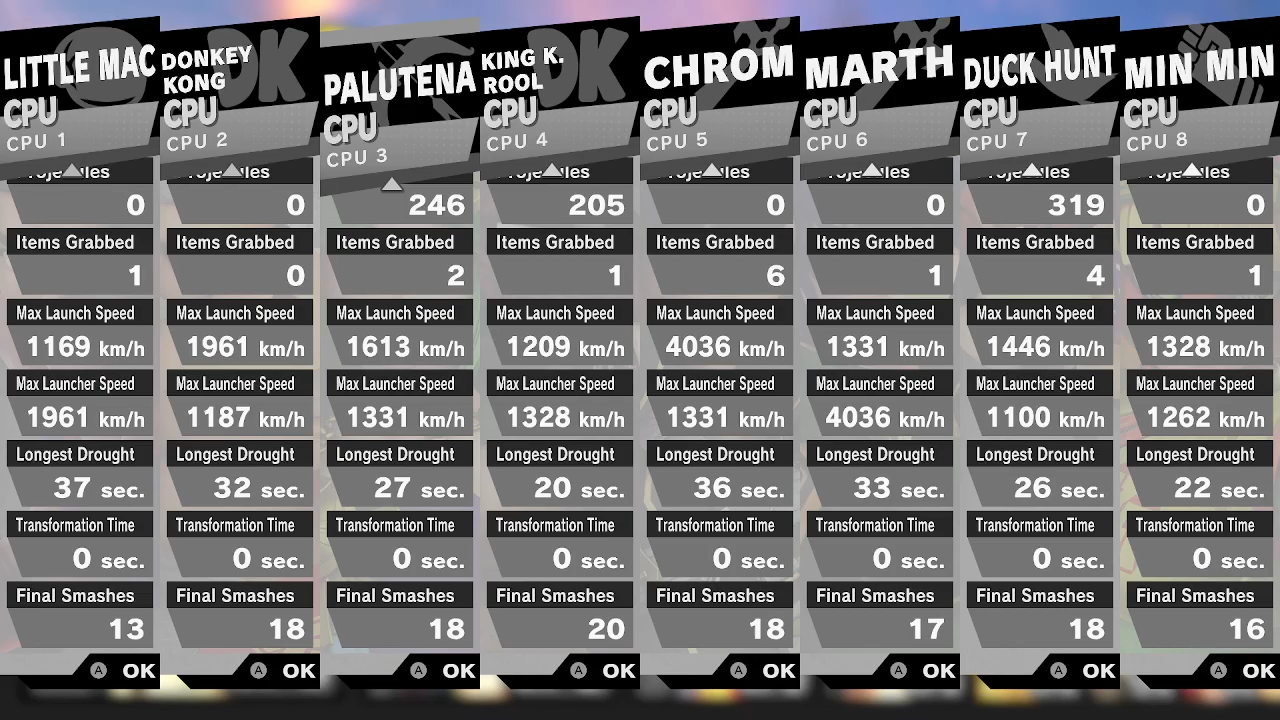 LITTLE MAC
CPU
CPU 1
0
Items Grabbed
1
Max Launch Speed
1169 km/h
Max Launcher Speed
1961 km/h
Longest Drought
37 sec.
Transformation Time
0 sec.
Final Smashes
13
A OK
DONKEY
KONG
DK
CPU
CPU 2
0
Items Grabbed
0
Max Launch Speed
1961 km/h
Max Launcher Speed
1187 km/h
Longest Drought
32 sec.
Transformation Time
0 sec.
Final Smashes
18
A OK
PALUTENA
CPU
CPU 3
246
Items Grabbed
2
Max Launch Speed
1613 km/h
Max Launcher Speed
1331 km/h
Longest Drought
27 sec.
Transformation Time
0 sec.
Final Smashes
18
A OK
KING K.
ROOL
DK
CPU
CPU 4
205
Items Grabbed
1
Max Launch Speed
1209 km/h
Max Launcher Speed
1328 km/h
Longest Drought
20 sec.
Transformation Time
0 sec.
Final Smashes
20
A OK
CHROM
CPU
CPU 5
0
Items Grabbed
6
Max Launch Speed
4036 km/h
Max Launcher Speed
1331 km/h
Longest Drought
36 sec.
Transformation Time
0 sec.
Final Smashes
18
A OK
MARTH
CPU
CPU 6
0
Items Grabbed
1
Max Launch Speed
1331 km/h
Max Launcher Speed
4036 km/h
Longest Drought
33 sec.
Transformation Time
0 sec.
Final Smashes
17
A OK
DUCK HUNT
CPU
CPU 7
319
Items Grabbed
4
Max Launch Speed
1446 km/h
Max Launcher Speed
1100 km/h
Longest Drought
26 sec.
Transformation Time
0 sec.
Final Smashes
18
A OK
MIN MIN
CPU
CPU 8
0
Items Grabbed
1
Max Launch Speed
1328 km/h
Max Launcher Speed
1262 km/h
Longest Drought
22 sec.
Transformation Time
0 sec.
Final Smashes
16
A OK